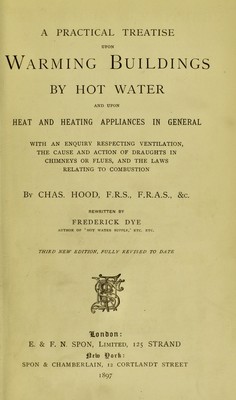 A PRACTICAL TREATISE
UPON
WARMING BUILDINGS
BY HOT WATER
AND UPON
HEAT AND HEATING APPLIANCES IN GENERAL
WITH AN ENQUIRY RESPECTING VENTILATION,
THE CAUSE AND ACTION OF DRAUGHTS IN
CHIMNEYS OR FLUES, AND THE LAWS
RELATING TO COMBUSTION
BY CHAS. HOOD, F.R.S., F.R.A.S., &c.
REWRITTEN BY
FREDERICK DYE
AUTHOR OF "HOT WATER SUPPLY," ETC. ETC.
THIRD NEW EDITION, FULLY REVISED TO DATE
London:
E. & F. N. SPON, LIMITED, 125 STRAND
New York:
SPON & CHAMBERLAIN, 12 CORTLANDT STREET
1897